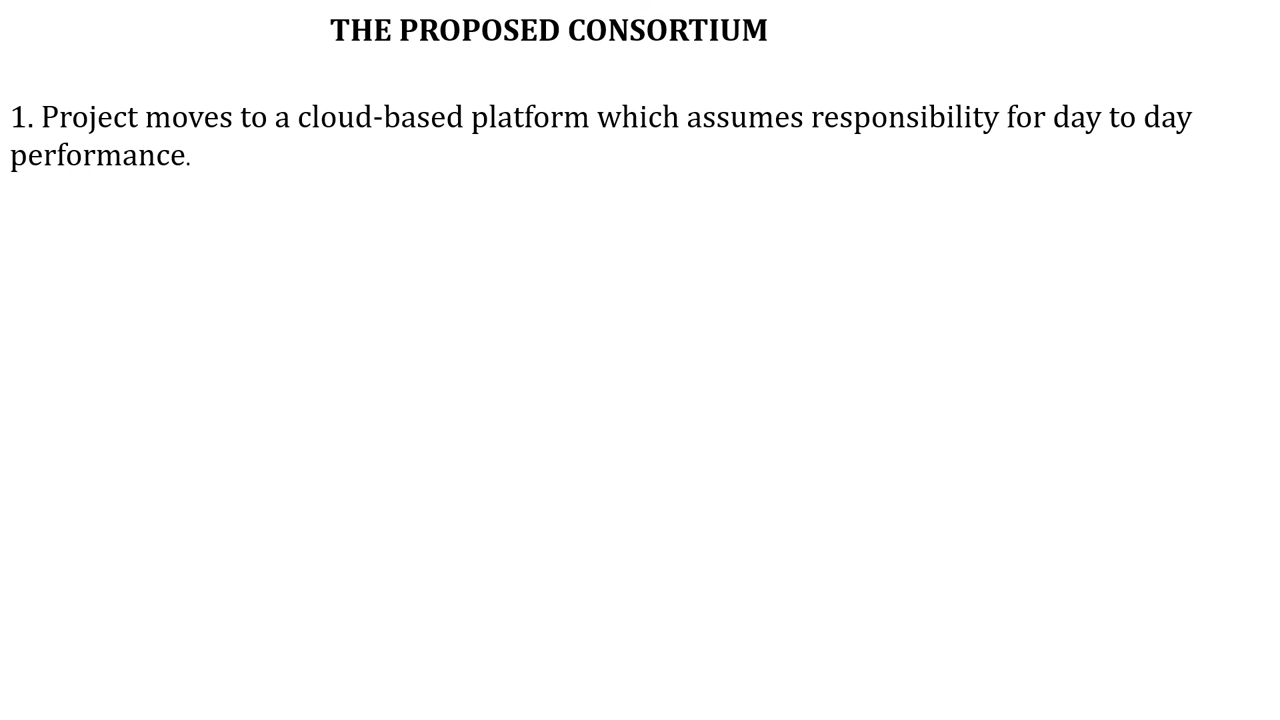 THE PROPOSED CONSORTIUM
1. Project moves to a cloud-based platform which assumes responsibility for day to day
performance.